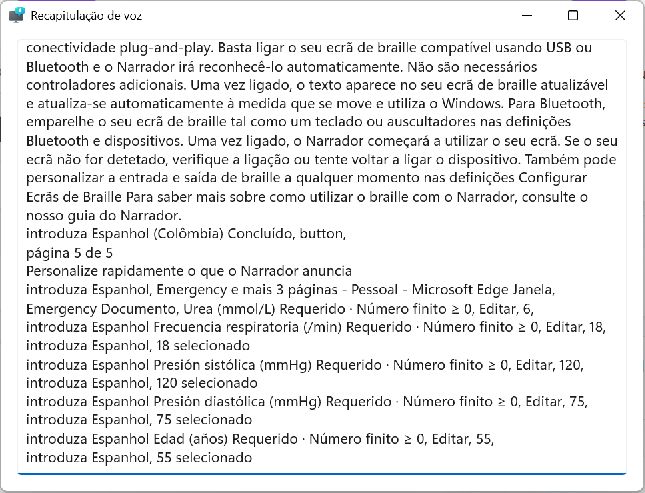 Recapitulação de voz
conectividade plug-and-play. Basta ligar o seu ecrã de braille compatível usando USB ou
Bluetooth e o Narrador irá reconhecê-lo automaticamente. Não são necessários
controladores adicionais. Uma vez ligado, o texto aparece no seu ecrã de braille atualizável
e atualiza-se automaticamente à medida que se move e utiliza o Windows. Para Bluetooth,
emparelhe o seu ecrã de braille tal como um teclado ou auscultadores nas definições
Bluetooth e dispositivos. Uma vez ligado, o Narrador começará a utilizar o seu ecrã. Se o seu
ecrã não for detetado, verifique a ligação ou tente voltar a ligar o dispositivo. Também pode
personalizar a entrada e saída de braille a qualquer momento nas definições Configurar
Ecrãs de Braille Para saber mais sobre como utilizar o braille com o Narrador, consulte o
nosso guia do Narrador.
introduza Espanhol (Colômbia) Concluído, button,
página 5 de 5
Personalize rapidamente o que o Narrador anuncia
introduza Espanhol, Emergency e mais 3 páginas - Pessoal - Microsoft Edge Janela,
Emergency Documento, Urea (mmol/L) Requerido · Número finito ≥ 0, Editar, 6,
introduza Espanhol Frecuencia respiratoria (/min) Requerido · Número finito ≥ 0, Editar, 18,
introduza Espanhol, 18 selecionado
introduza Espanhol Presión sistólica (mmHg) Requerido · Número finito ≥ 0, Editar, 120,
introduza Espanhol, 120 selecionado
introduza Espanhol Presión diastólica (mmHg) Requerido · Número finito ≥ 0, Editar, 75,
introduza Espanhol, 75 selecionado
introduza Espanhol Edad (años) Requerido · Número finito ≥ 0, Editar, 55,
introduza Espanhol, 55 selecionado